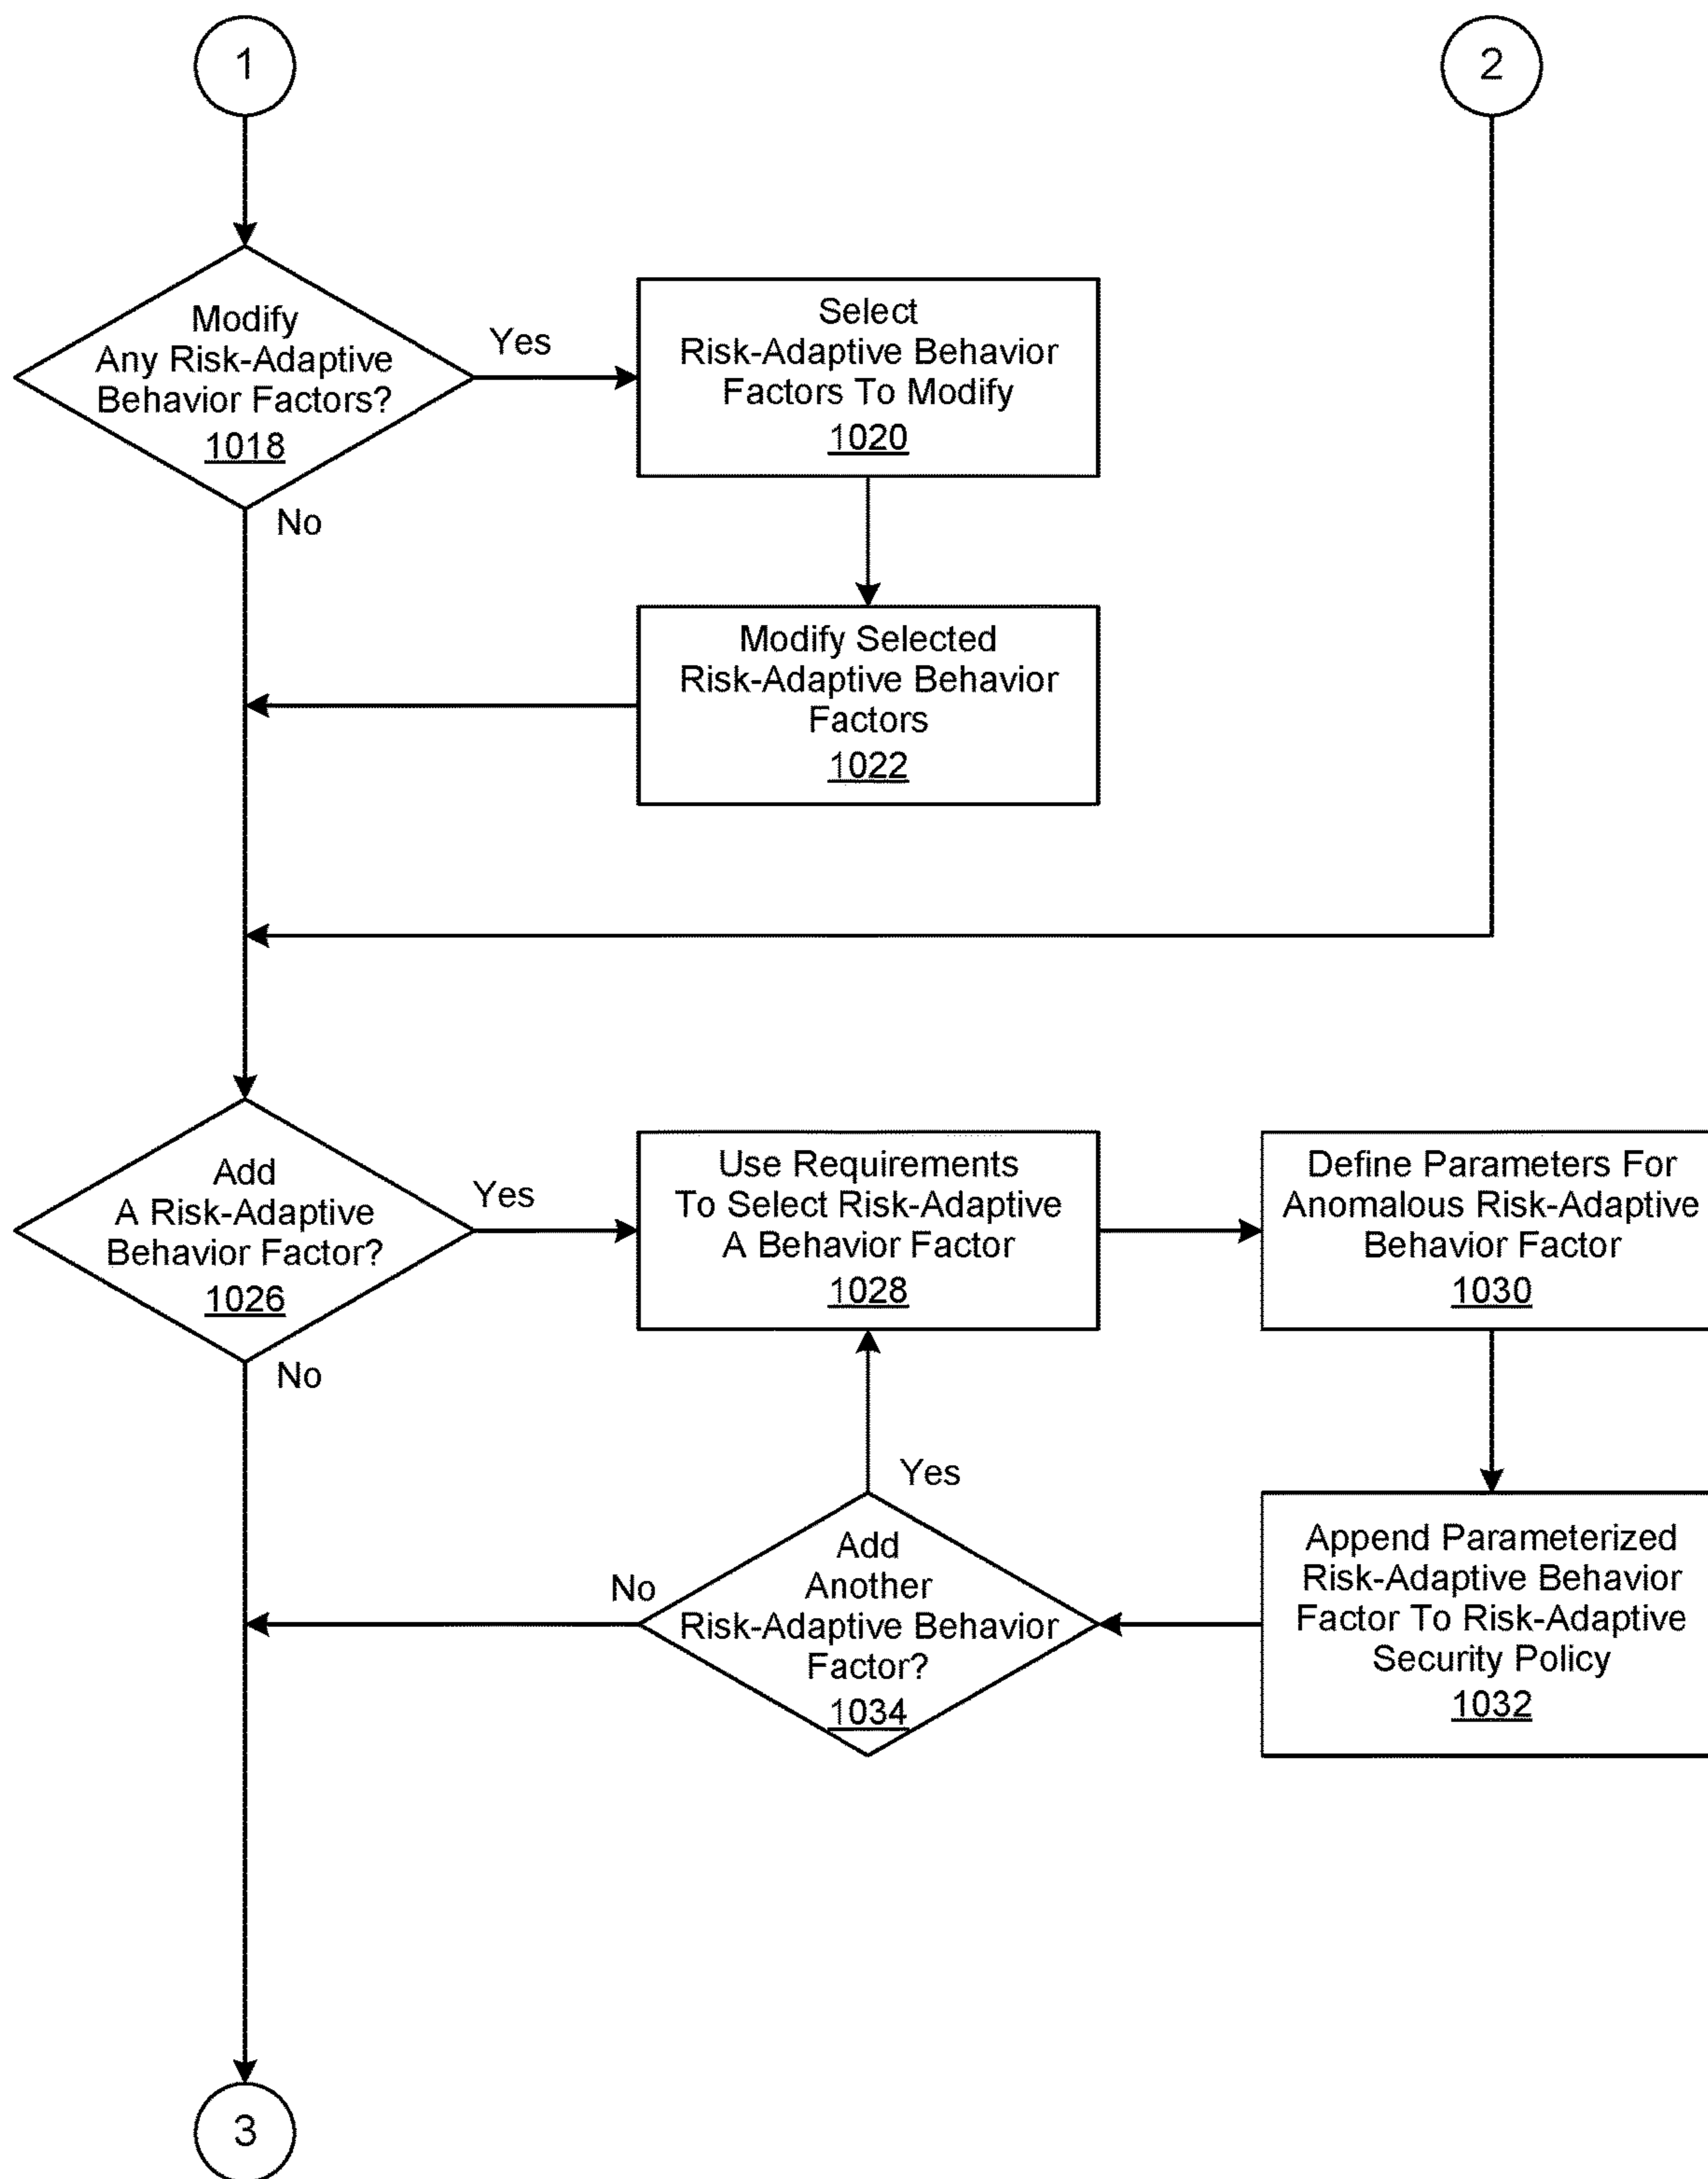 1
2
Modify
Any Risk-Adaptive
Behavior Factors?
1018
Yes
No
Select
Risk-Adaptive Behavior
Factors To Modify
1020
Modify Selected
Risk-Adaptive Behavior
Factors
1022
Add
A Risk-Adaptive
Behavior Factor?
1026
Yes
No
Use Requirements
To Select Risk-Adaptive
A Behavior Factor
1028
Define Parameters For
Anomalous Risk-Adaptive
Behavior Factor
1030
Append Parameterized
Risk-Adaptive Behavior
Factor To Risk-Adaptive
Security Policy
1032
Add
Another
Risk-Adaptive Behavior
Factor?
1034
Yes
No
3